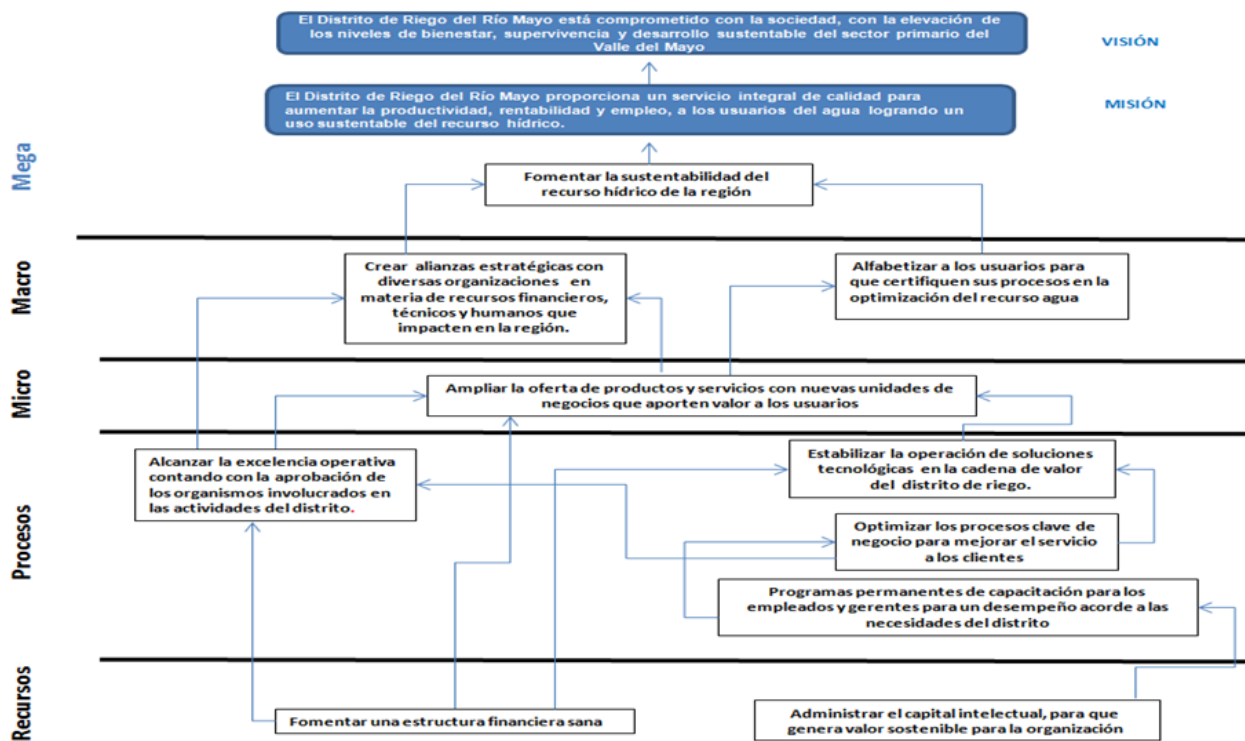 El Distrito de Riego del Río Mayo está comprometido con la sociedad, con la elevación de
los niveles de bienestar, supervivencia y desarrollo sustentable del sector primario del
Valle del Mayo
VISIÓN
El Distrito de Riego del Río Mayo proporciona un servicio integral de calidad para
aumentar la productividad, rentabilidad y empleo, a los usuarios del agua logrando un
uso sustentable del recurso hídrico.
MISIÓN
Mega
Fomentar la sustentabilidad del
recurso hídrico de la región
Macro
Crear alianzas estratégicas con
diversas organizaciones en
materia de recursos financieros,
técnicos y humanos que
impacten en la región.
Alfabetizar a los usuarios para
que certifiquen sus procesos en la
optimización del recurso agua
Micro
Ampliar la oferta de productos y servicios con nuevas unidades de
negocios que aporten valor a los usuarios
Procesos
Alcanzar la excelencia operativa
contando con la aprobación de
los organismos involucrados en
las actividades del distrito.
Estabilizar la operación de soluciones
tecnológicas en la cadena de valor
del distrito de riego.
Optimizar los procesos clave de
negocio para mejorar el servicio
a los clientes
Programas permanentes de capacitación para los
empleados y gerentes para un desempeño acorde a las
necesidades del distrito
Recursos
Fomentar una estructura financiera sana
Administrar el capital intelectual, para que
genera valor sostenible para la organización